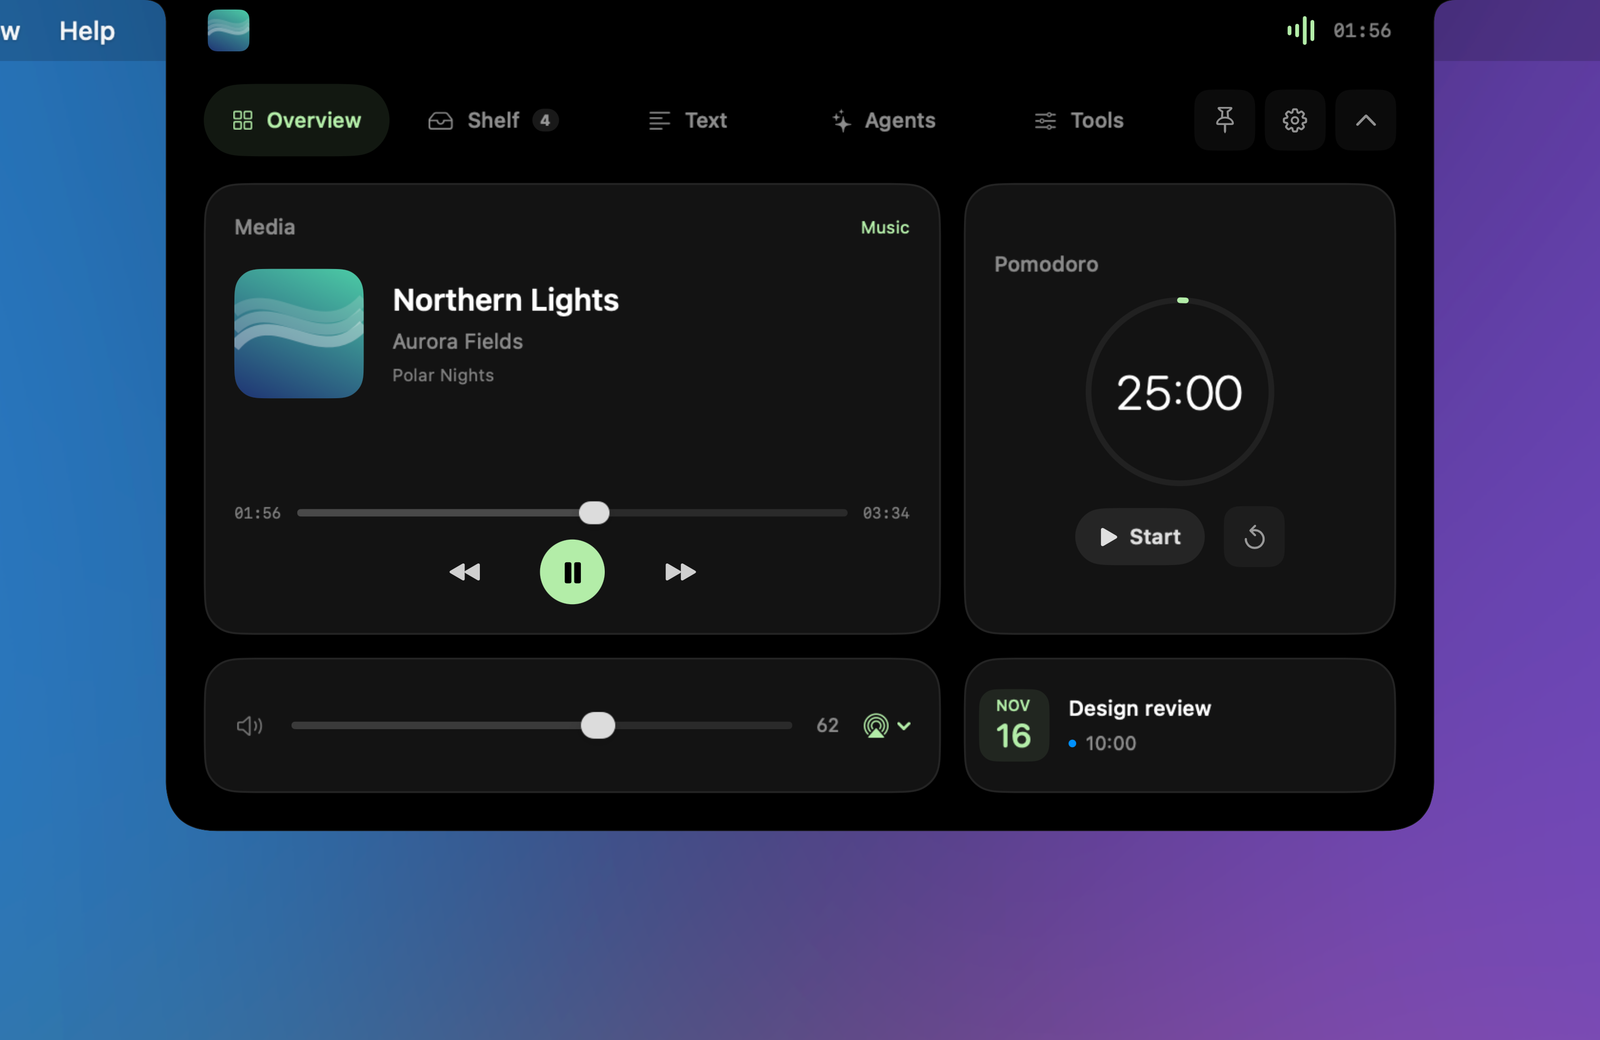 w Help
01:56
Overview Shelf 4 Text Agents Tools
Media Music
Northern Lights
Aurora Fields
Polar Nights
01:56 03:34
Pomodoro
25:00
Start
62
NOV
16
Design review
10:00